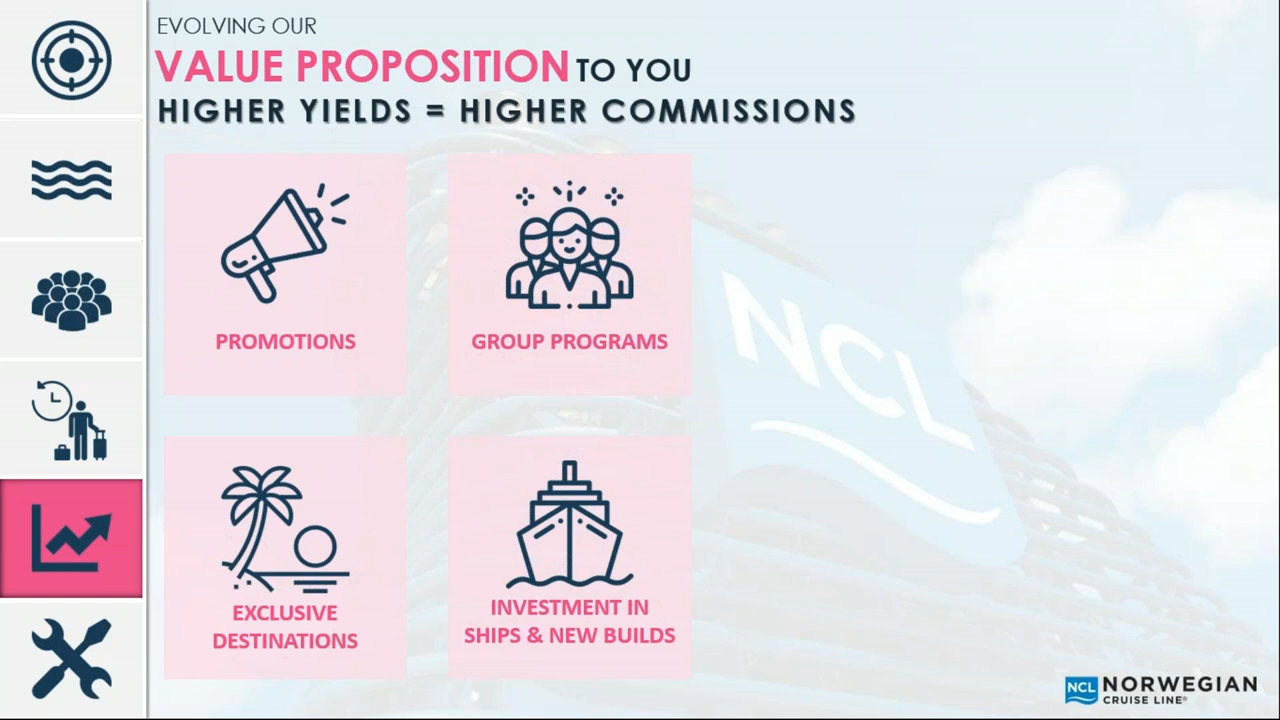 EVOLVING OUR
VALUE PROPOSITION TO YOU
HIGHER YIELDS = HIGHER COMMISSIONS
PROMOTIONS
GROUP PROGRAMS
NCL
EXCLUSIVE
DESTINATIONS
INVESTMENT IN
SHIPS & NEW BUILDS
NCL NORWEGIAN
CRUISE LINE®